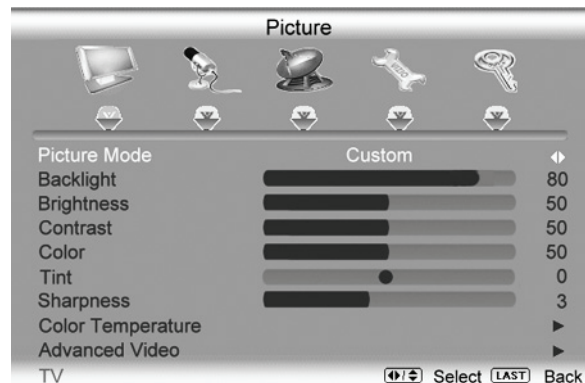 Picture
VIZIO
Picture Mode Custom
Backlight 80
Brightness 50
Contrast 50
Color 50
Tint 0
Sharpness 3
Color Temperature
Advanced Video
TV Select LAST Back